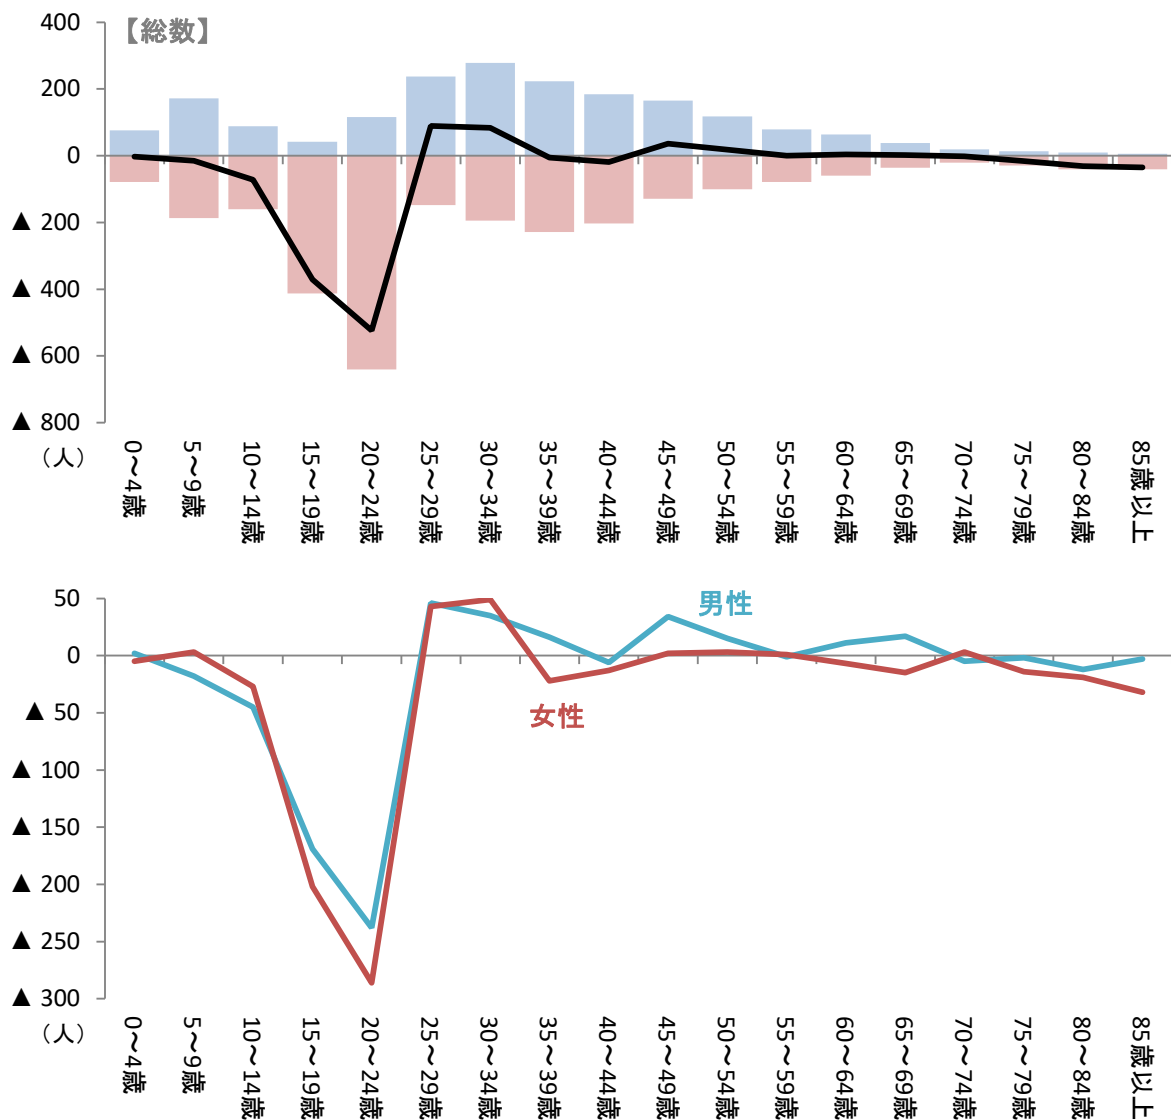 【総数】
400
200
0
▲ 200
▲ 400
▲ 600
▲ 800
（人）
0～4歳
5～9歳
10～14歳
15～19歳
20～24歳
25～29歳
30～34歳
35～39歳
40～44歳
45～49歳
50～54歳
55～59歳
60～64歳
65～69歳
70～74歳
75～79歳
80～84歳
85歳以上
男性
女性
50
0
▲ 50
▲ 100
▲ 150
▲ 200
▲ 250
▲ 300
（人）
0～4歳
5～9歳
10～14歳
15～19歳
20～24歳
25～29歳
30～34歳
35～39歳
40～44歳
45～49歳
50～54歳
55～59歳
60～64歳
65～69歳
70～74歳
75～79歳
80～84歳
85歳以上